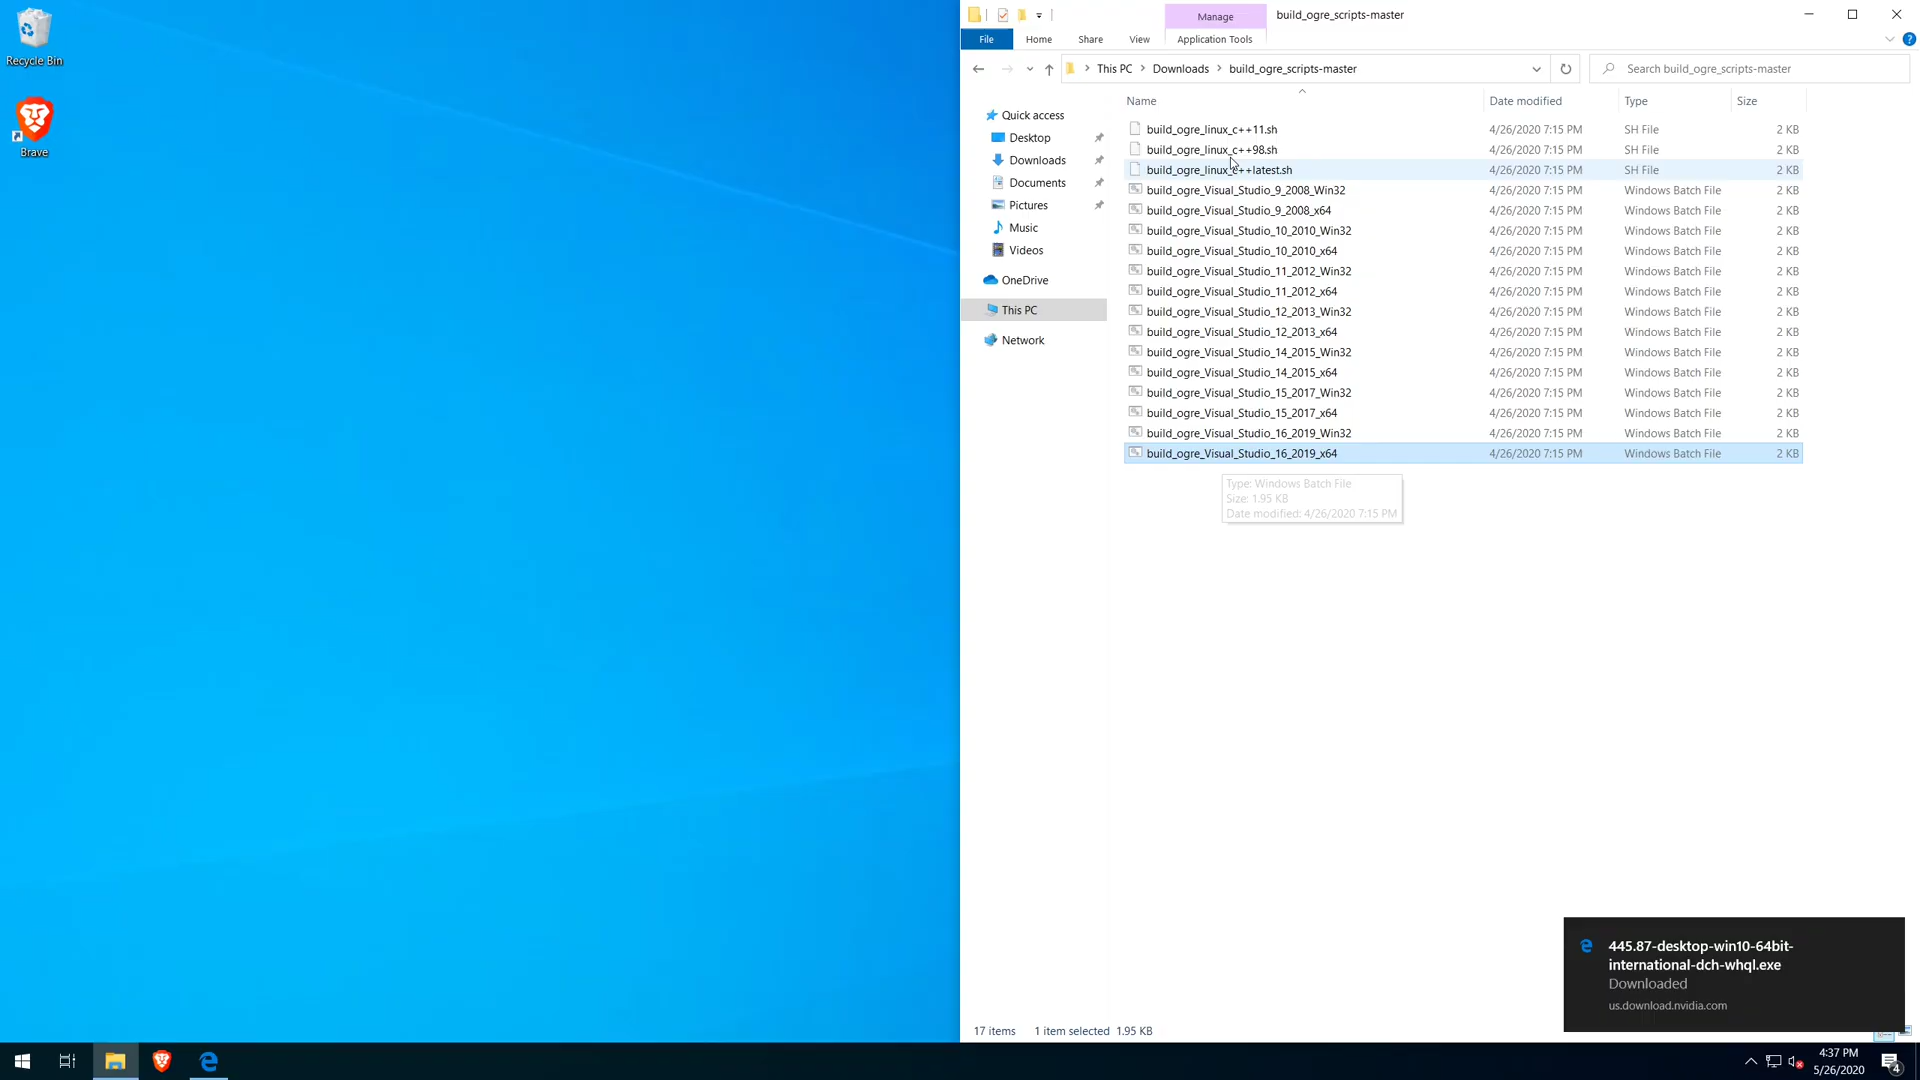 Recycle Bin
Brave
Manage
build_ogre_scripts-master
File
Home
Share
View
Application Tools
This PC
Downloads
build_ogre_scripts-master
Search build_ogre_scripts-master
Name
Date modified
Type
Size
Quick access
Desktop
Downloads
Documents
Pictures
Music
Videos
OneDrive
This PC
Network
build_ogre_linux_c++11.sh 4/26/2020 7:15 PM SH File 2 KB
build_ogre_linux_c++98.sh 4/26/2020 7:15 PM SH File 2 KB
build_ogre_linux_c++latest.sh 4/26/2020 7:15 PM SH File 2 KB
build_ogre_Visual_Studio_9_2008_Win32 4/26/2020 7:15 PM Windows Batch File 2 KB
build_ogre_Visual_Studio_9_2008_x64 4/26/2020 7:15 PM Windows Batch File 2 KB
build_ogre_Visual_Studio_10_2010_Win32 4/26/2020 7:15 PM Windows Batch File 2 KB
build_ogre_Visual_Studio_10_2010_x64 4/26/2020 7:15 PM Windows Batch File 2 KB
build_ogre_Visual_Studio_11_2012_Win32 4/26/2020 7:15 PM Windows Batch File 2 KB
build_ogre_Visual_Studio_11_2012_x64 4/26/2020 7:15 PM Windows Batch File 2 KB
build_ogre_Visual_Studio_12_2013_Win32 4/26/2020 7:15 PM Windows Batch File 2 KB
build_ogre_Visual_Studio_12_2013_x64 4/26/2020 7:15 PM Windows Batch File 2 KB
build_ogre_Visual_Studio_14_2015_Win32 4/26/2020 7:15 PM Windows Batch File 2 KB
build_ogre_Visual_Studio_14_2015_x64 4/26/2020 7:15 PM Windows Batch File 2 KB
build_ogre_Visual_Studio_15_2017_Win32 4/26/2020 7:15 PM Windows Batch File 2 KB
build_ogre_Visual_Studio_15_2017_x64 4/26/2020 7:15 PM Windows Batch File 2 KB
build_ogre_Visual_Studio_16_2019_Win32 4/26/2020 7:15 PM Windows Batch File 2 KB
build_ogre_Visual_Studio_16_2019_x64 4/26/2020 7:15 PM Windows Batch File 2 KB
Type: Windows Batch File
Size: 1.95 KB
Date modified: 4/26/2020 7:15 PM
445.87-desktop-win10-64bit-
international-dch-whql.exe
Downloaded
us.download.nvidia.com
17 items 1 item selected 1.95 KB
4:37 PM
5/26/2020
4